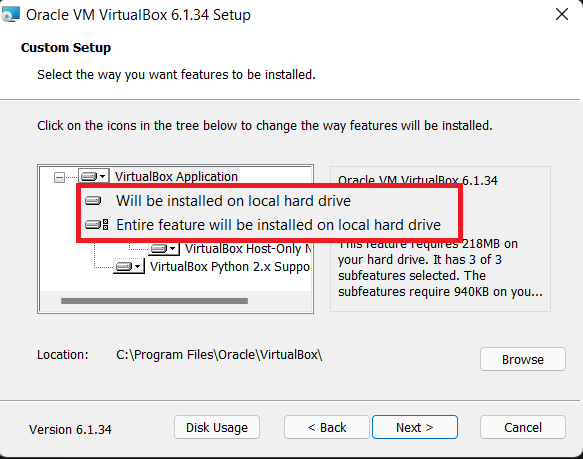 Oracle VM VirtualBox 6.1.34 Setup
Custom Setup
Select the way you want features to be installed.
Click on the icons in the tree below to change the way features will be installed.
VirtualBox Application
Will be installed on local hard drive
Entire feature will be installed on local hard drive
VirtualBox Host-Only N
VirtualBox Python 2.x Suppo
Oracle VM VirtualBox 6.1.34
This feature requires 218MB on
your hard drive. It has 3 of 3
subfeatures selected. The
subfeatures require 940KB on you...
Location: C:\Program Files\Oracle\VirtualBox\
Browse
Version 6.1.34
Disk Usage
< Back
Next >
Cancel